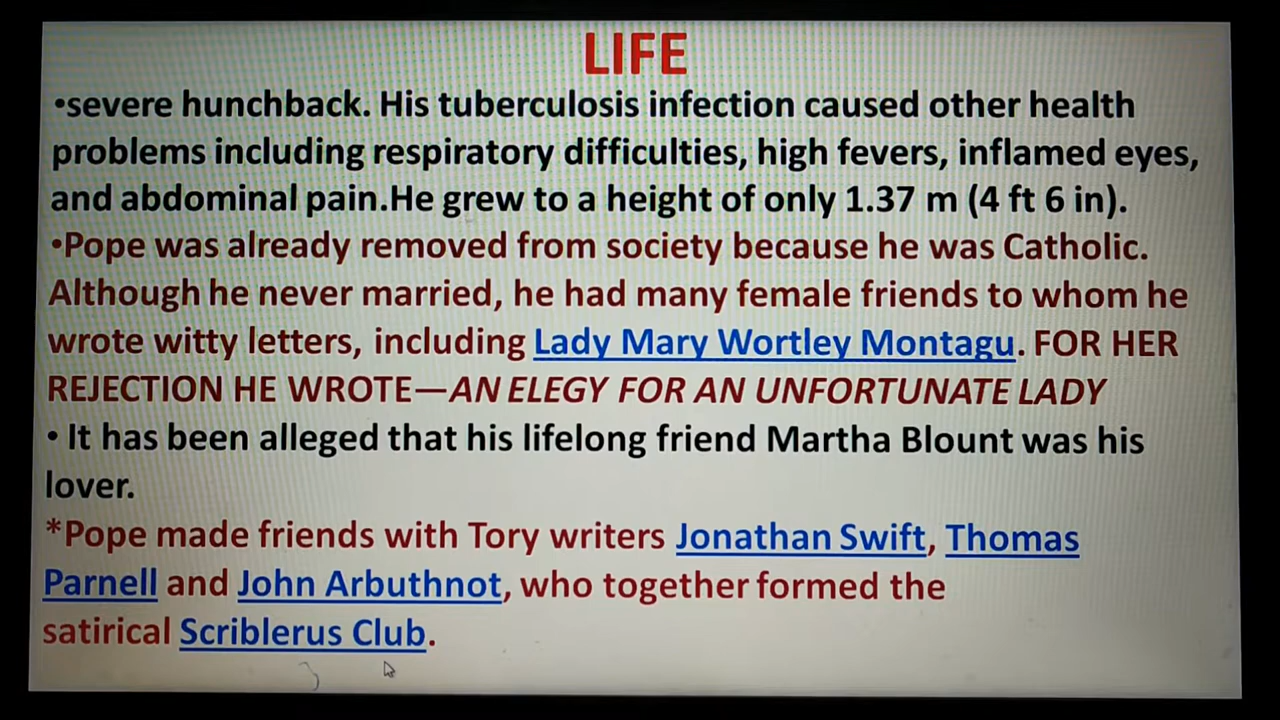 LIFE
•severe hunchback. His tuberculosis infection caused other health
problems including respiratory difficulties, high fevers, inflamed eyes,
and abdominal pain.He grew to a height of only 1.37 m (4 ft 6 in).
•Pope was already removed from society because he was Catholic.
Although he never married, he had many female friends to whom he
wrote witty letters, including Lady Mary Wortley Montagu. FOR HER
REJECTION HE WROTE—AN ELEGY FOR AN UNFORTUNATE LADY
• It has been alleged that his lifelong friend Martha Blount was his
lover.
*Pope made friends with Tory writers Jonathan Swift, Thomas
Parnell and John Arbuthnot, who together formed the
satirical Scriblerus Club.